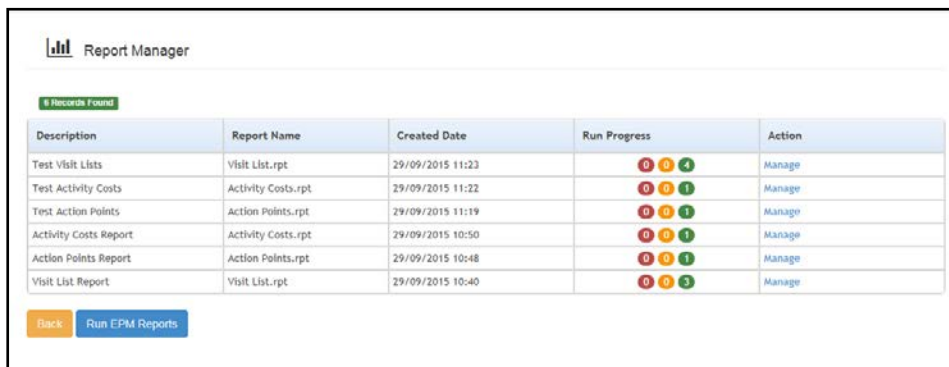 Report Manager
6 Records Found
Description Report Name Created Date Run Progress Action
Test Visit Lists Visit List.rpt 29/09/2015 11:23 0 0 4 Manage
Test Activity Costs Activity Costs.rpt 29/09/2015 11:22 0 0 1 Manage
Test Action Points Action Points.rpt 29/09/2015 11:19 0 0 1 Manage
Activity Costs Report Activity Costs.rpt 29/09/2015 10:50 0 0 1 Manage
Action Points Report Action Points.rpt 29/09/2015 10:48 0 0 1 Manage
Visit List Report Visit List.rpt 29/09/2015 10:40 0 0 3 Manage
Back Run EPM Reports